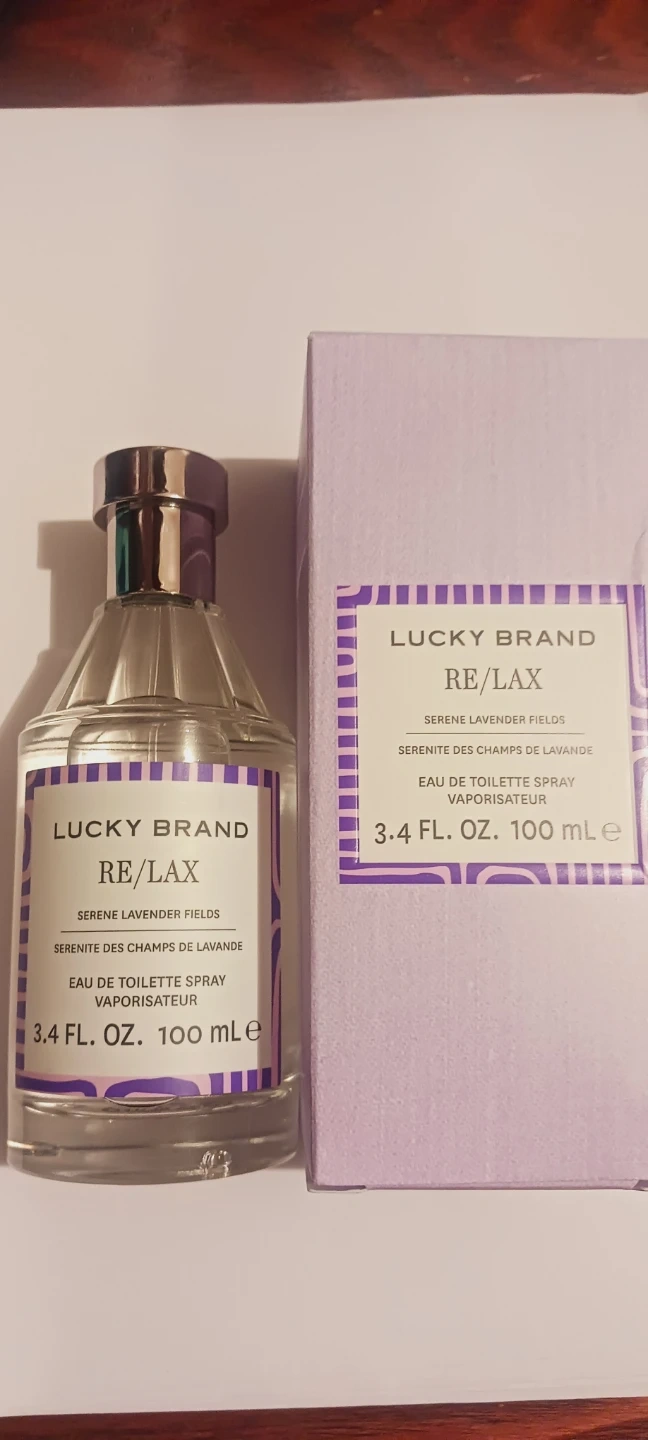 LUCKY BRAND
RE/LAX
SERENE LAVENDER FIELDS
SERENITE DES CHAMPS DE LAVANDE
EAU DE TOILETTE SPRAY
VAPORISATEUR
3.4 FL. OZ. 100 mL ℮
LUCKY BRAND
RE/LAX
SERENE LAVENDER FIELDS
SERENITE DES CHAMPS DE LAVANDE
EAU DE TOILETTE SPRAY
VAPORISATEUR
3.4 FL. OZ. 100 mL ℮